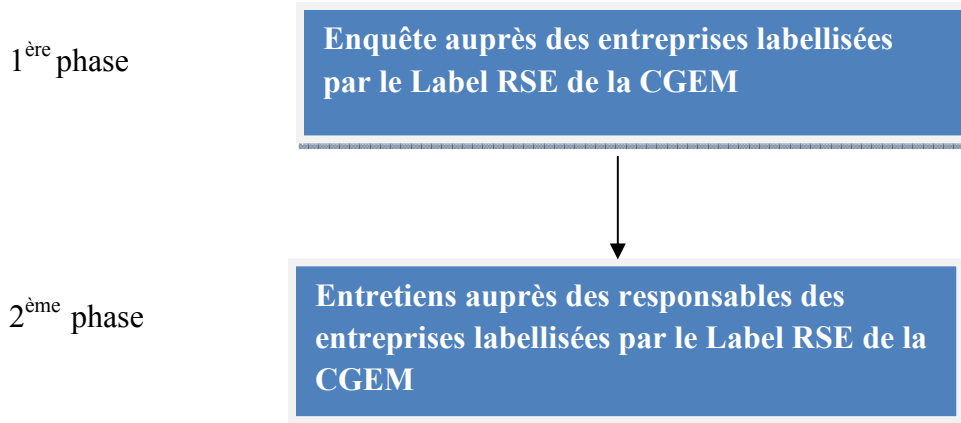 1ère phase
Enquête auprès des entreprises labellisées
par le Label RSE de la CGEM
2ème phase
Entretiens auprès des responsables des
entreprises labellisées par le Label RSE de la
CGEM